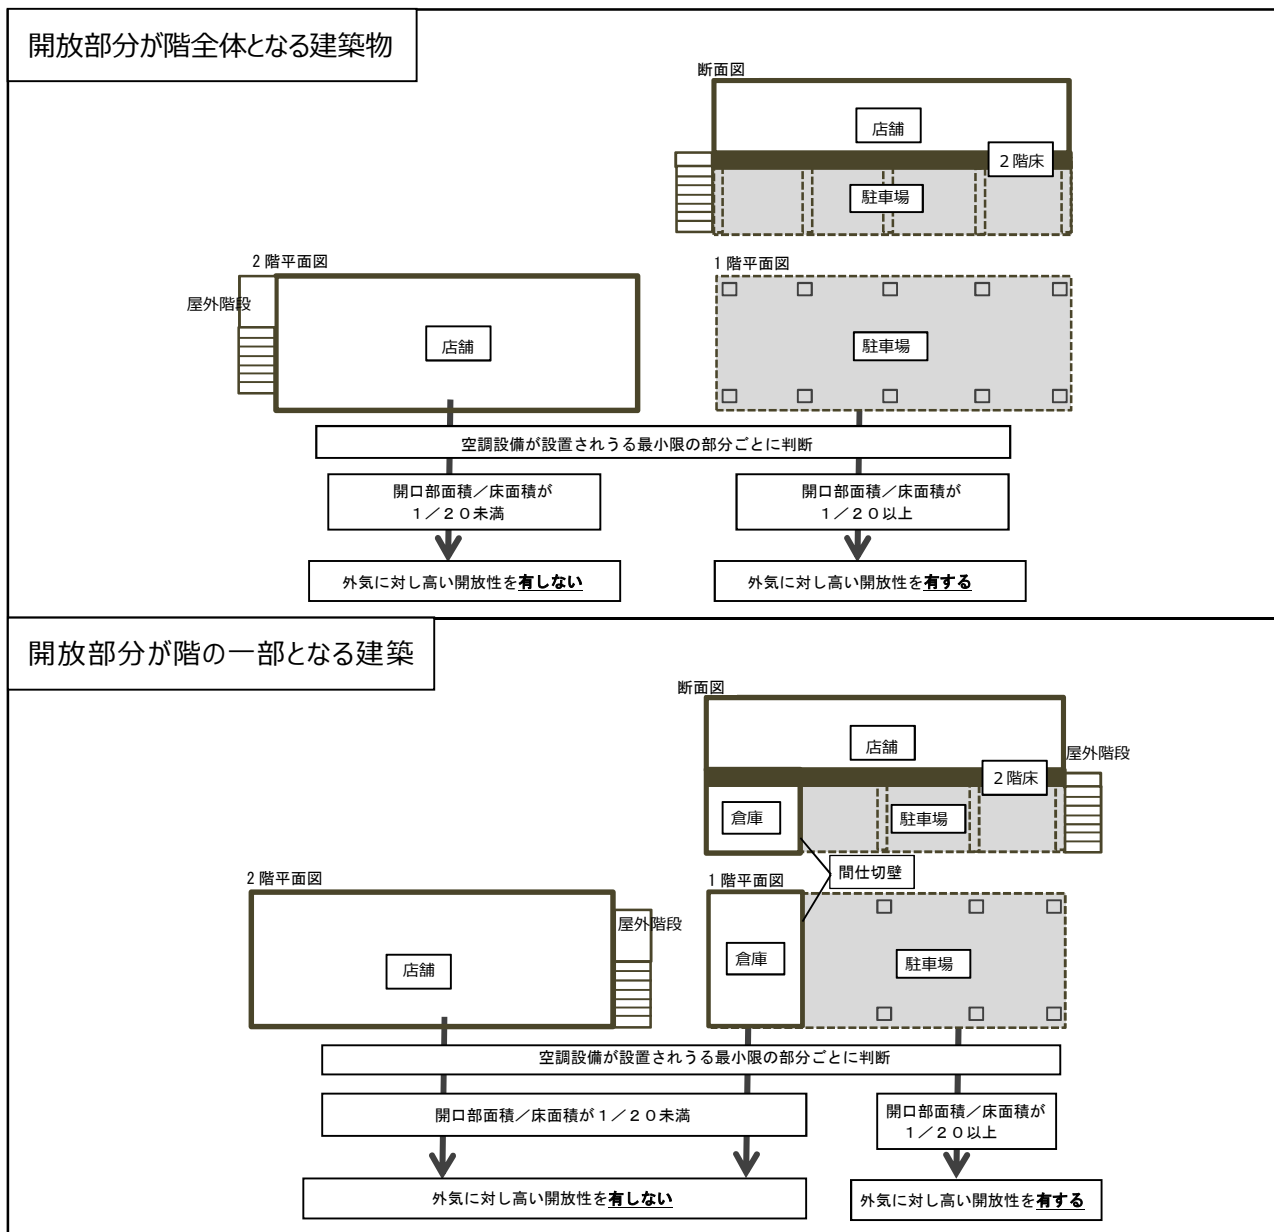 開放部分が階全体となる建築物
断面図
店舗
２階床
駐車場
2 階平面図
屋外階段
店舗
1 階平面図
駐車場
空調設備が設置されうる最小限の部分ごとに判断
開口部面積／床面積が
１／２０未満
開口部面積／床面積が
１／２０以上
外気に対し高い開放性を有しない
外気に対し高い開放性を有する
開放部分が階の一部となる建築
断面図
店舗
屋外階段
２階床
倉庫
駐車場
間仕切壁
2 階平面図
屋外階段
店舗
1 階平面図
倉庫
駐車場
空調設備が設置されうる最小限の部分ごとに判断
開口部面積／床面積が１／２０未満
開口部面積／床面積が
１／２０以上
外気に対し高い開放性を有しない
外気に対し高い開放性を有する